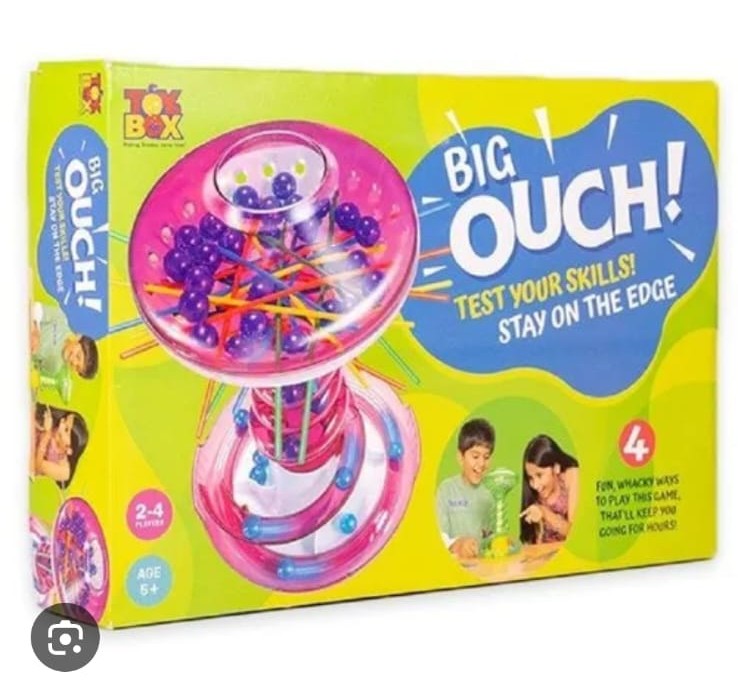 TOY
BOX
BIG
OUCH!
TEST YOUR SKILLS!
STAY ON THE EDGE
BIG
OUCH!
TEST YOUR SKILLS!
STAY ON THE EDGE
2-4
PLAYERS
AGE
5+
4
FUN, WHACKY WAYS
TO PLAY THIS GAME,
THAT'LL KEEP YOU
GOING FOR HOURS!